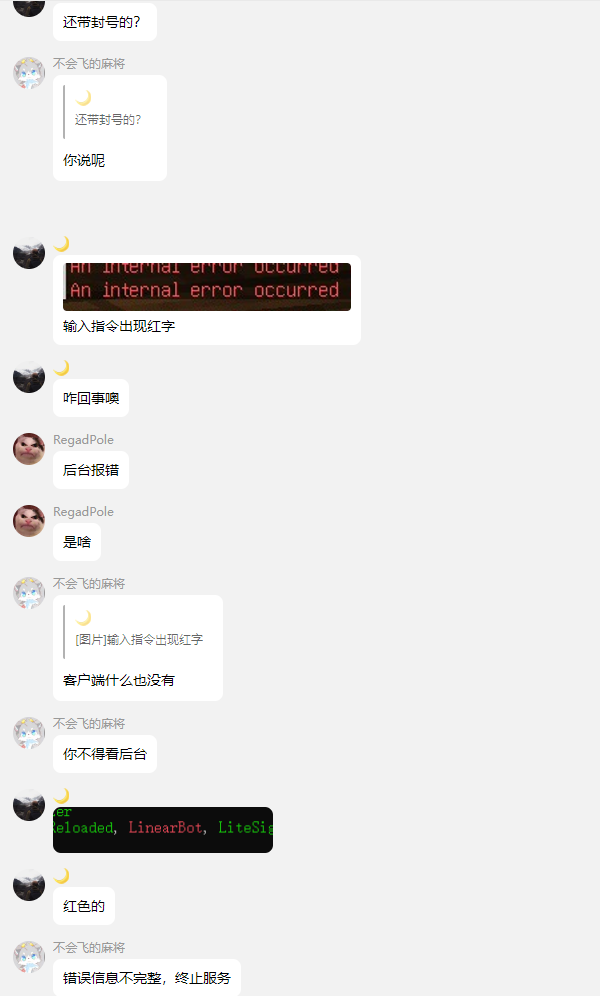 还带封号的？
不会飞的麻将
还带封号的？
你说呢
An internal error occurred
An internal error occurred
输入指令出现红字
咋回事噢
RegadPole
后台报错
RegadPole
是啥
不会飞的麻将
[图片]输入指令出现红字
客户端什么也没有
不会飞的麻将
你不得看后台
eloaded, LinearBot, LiteSig
红色的
不会飞的麻将
错误信息不完整，终止服务